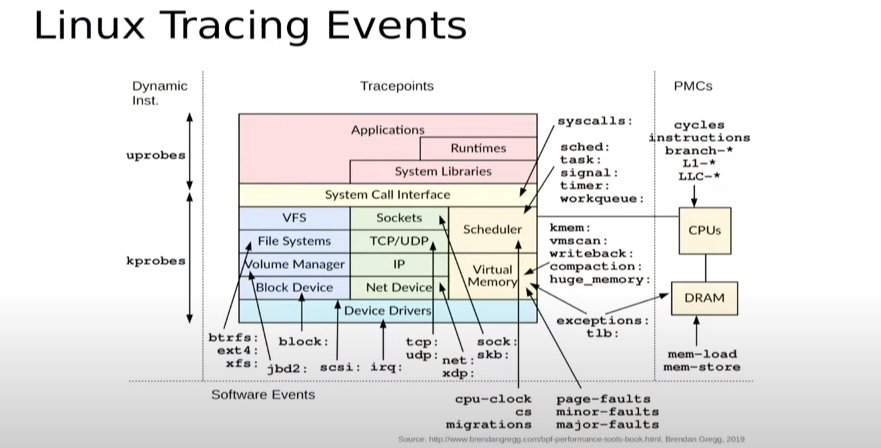 Linux Tracing Events
Dynamic
Inst.
Tracepoints
PMCs
uprobes
kprobes
Applications
Runtimes
System Libraries
System Call Interface
VFS
Sockets
Scheduler
File Systems
TCP/UDP
Volume Manager
IP
Virtual
Memory
Block Device
Net Device
Device Drivers
syscalls:
sched:
task:
signal:
timer:
workqueue:
kmem:
vmscan:
writeback:
compaction:
huge_memory:
exceptions:
tlb:
cycles
instructions
branch-*
L1-*
LLC-*
CPUs
DRAM
mem-load
mem-store
btrfs:
ext4:
xfs:
jbd2:
block:
scsi:
irq:
tcp:
udp:
net:
xdp:
sock:
skb:
Software Events
cpu-clock
cs
migrations
page-faults
minor-faults
major-faults
Source: http://www.brendangregg.com/bpf-performance-tools-book.html, Brendan Gregg, 2019